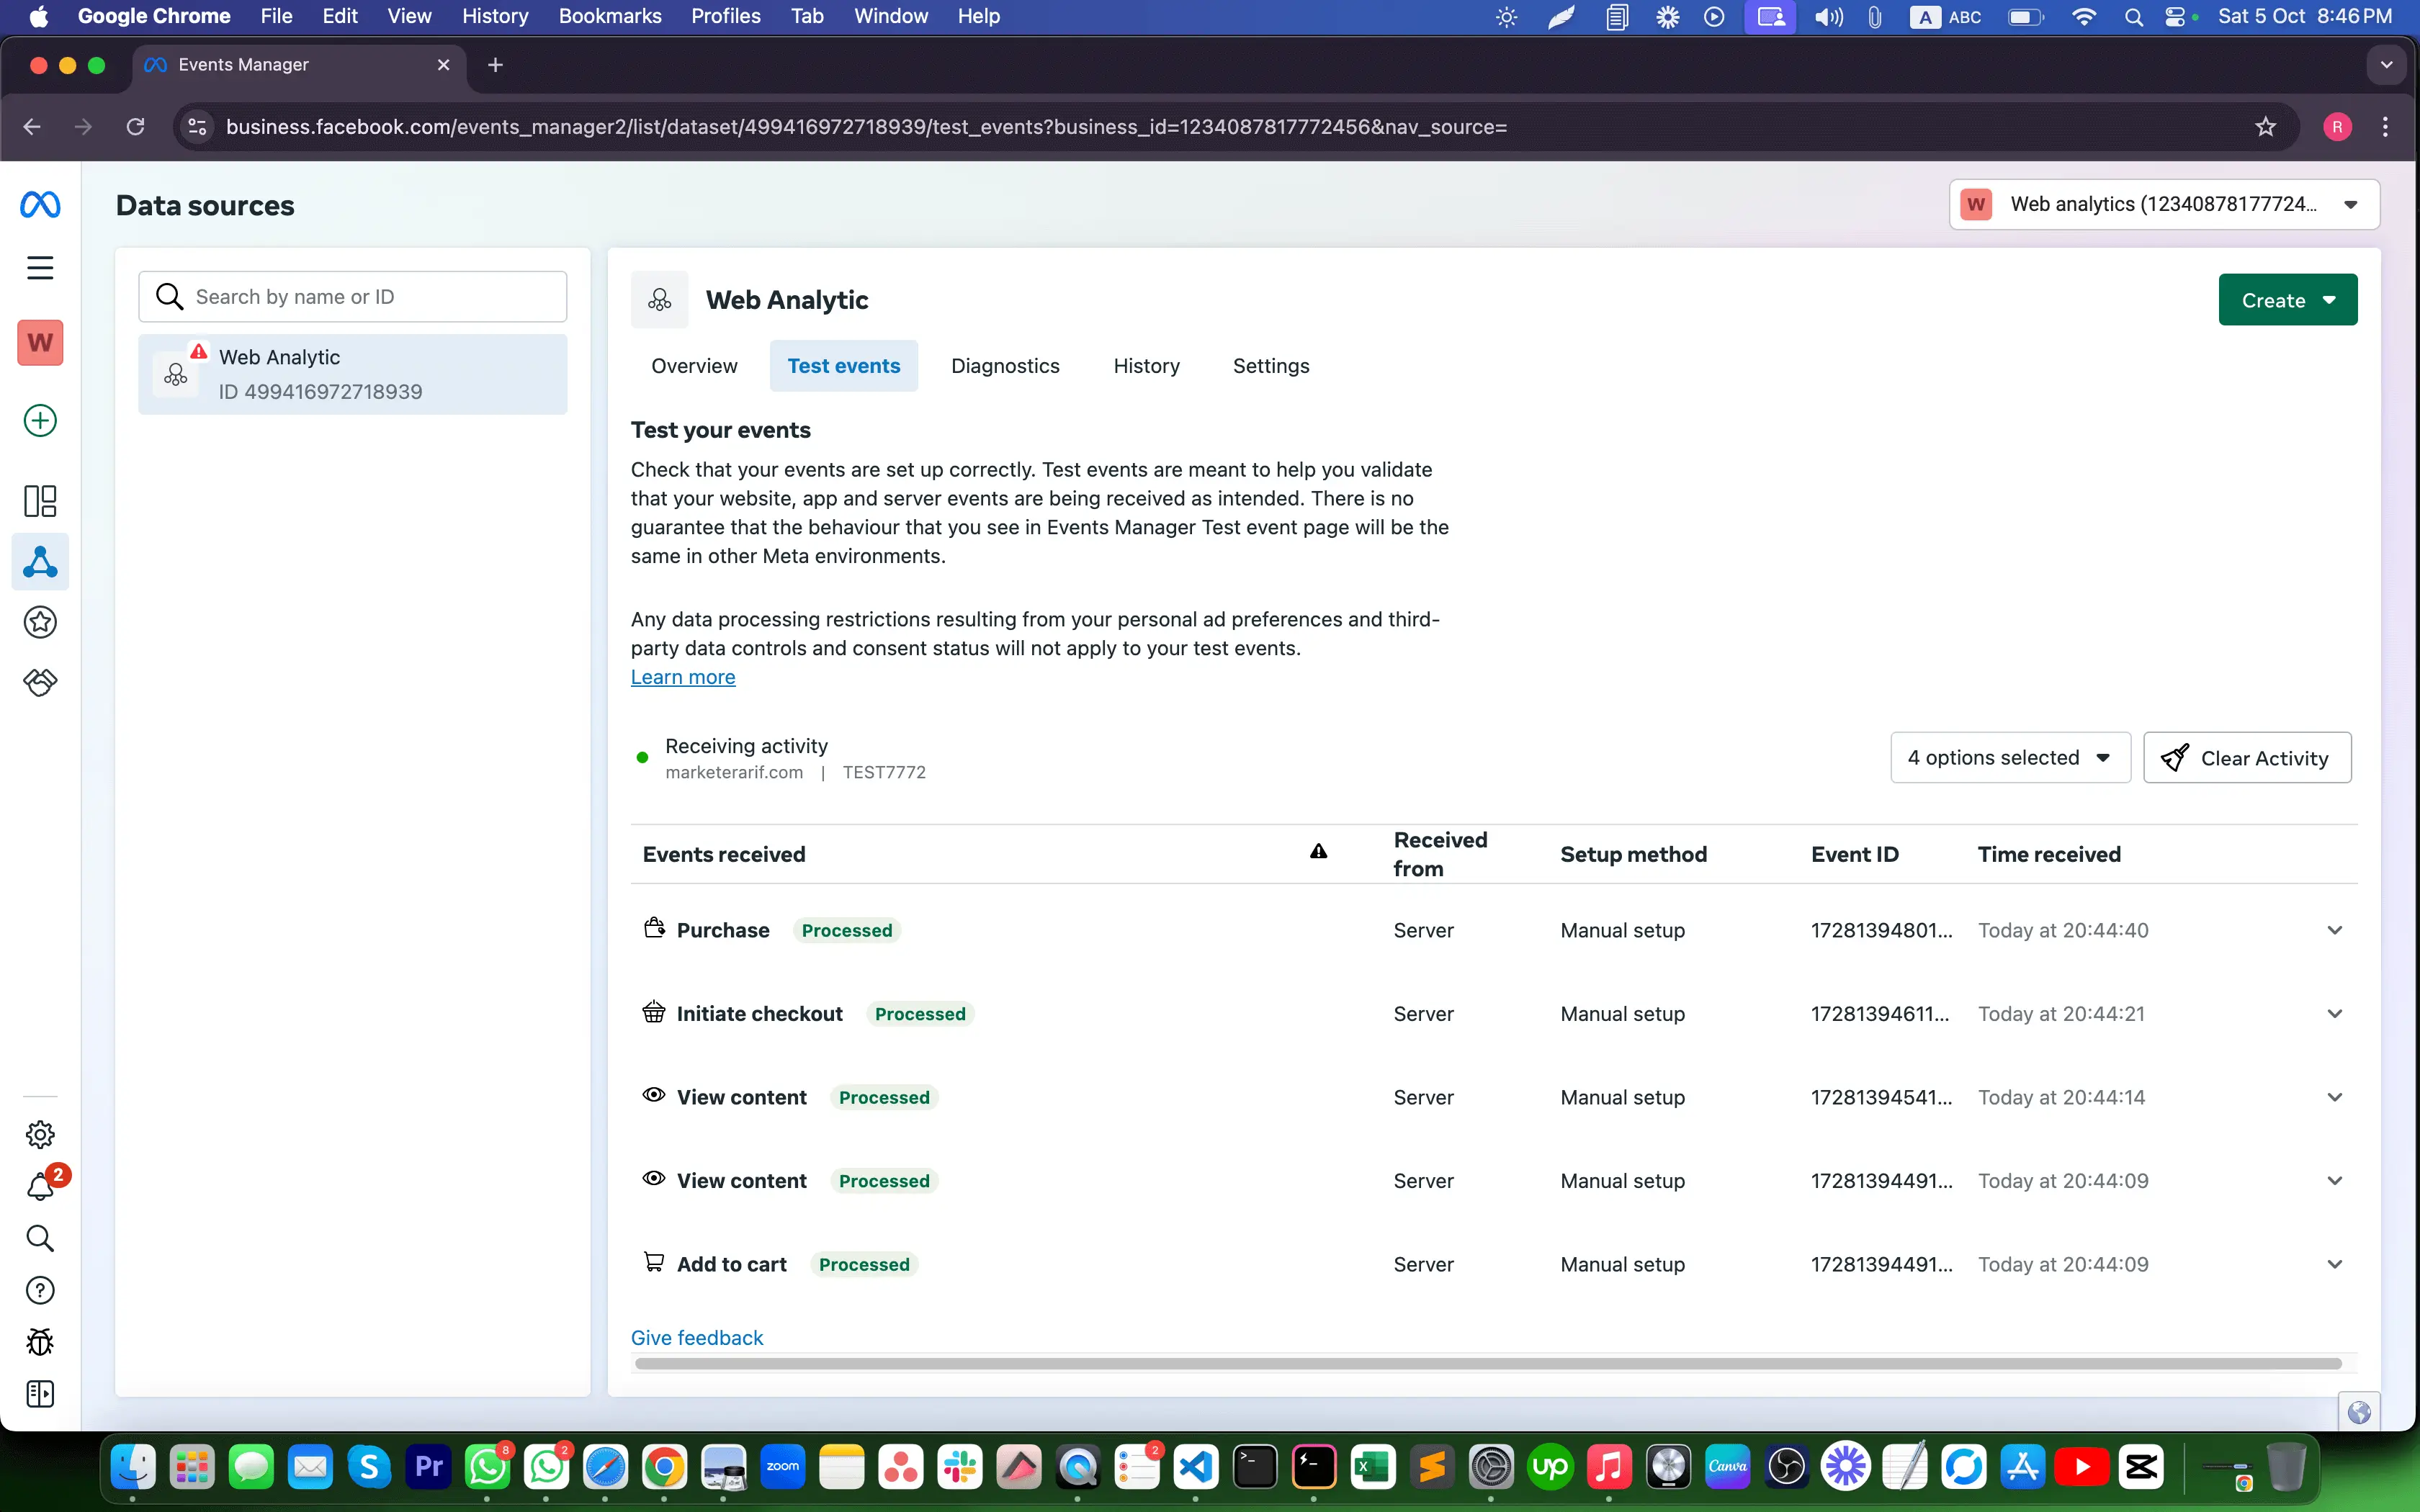 Google Chrome File Edit View History Bookmarks Profiles Tab Window Help
A ABC Sat 5 Oct 8:46 PM
Events Manager
business.facebook.com/events_manager2/list/dataset/499416972718939/test_events?business_id=1234087817772456&nav_source=
R
Data sources
W Web analytics (12340878177724...
W
Search by name or ID
Web Analytic
ID 499416972718939
Web Analytic
Create
Overview Test events Diagnostics History Settings
Test your events
Check that your events are set up correctly. Test events are meant to help you validate
that your website, app and server events are being received as intended. There is no
guarantee that the behaviour that you see in Events Manager Test event page will be the
same in other Meta environments.
Any data processing restrictions resulting from your personal ad preferences and third-
party data controls and consent status will not apply to your test events.
Learn more
Receiving activity
marketerarif.com | TEST7772
4 options selected
Clear Activity
Events received Received from Setup method Event ID Time received
Purchase Processed Server Manual setup 17281394801... Today at 20:44:40
Initiate checkout Processed Server Manual setup 17281394611... Today at 20:44:21
View content Processed Server Manual setup 17281394541... Today at 20:44:14
View content Processed Server Manual setup 17281394491... Today at 20:44:09
Add to cart Processed Server Manual setup 17281394491... Today at 20:44:09
Give feedback
2
S Pr 8 2 zoom 2 X up Canva